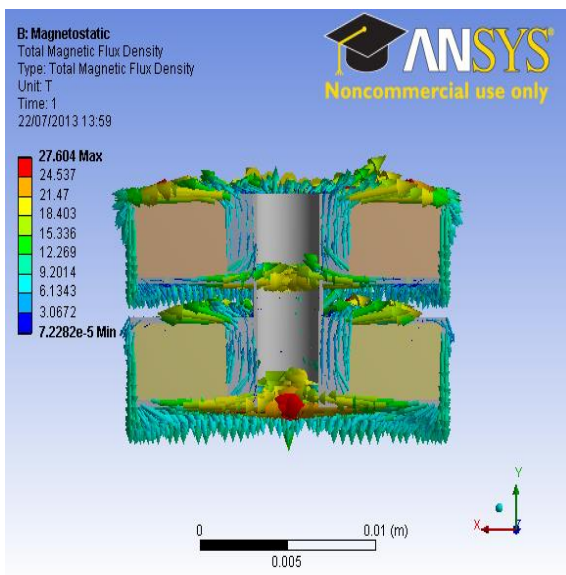 B: Magnetostatic
Total Magnetic Flux Density
Type: Total Magnetic Flux Density
Unit: T
Time: 1
22/07/2013 13:59
ANSYS
Noncommercial use only
27.604 Max
24.537
21.47
18.403
15.336
12.269
9.2014
6.1343
3.0672
7.2282e-5 Min
0
0.01 (m)
0.005
Y
X
Z